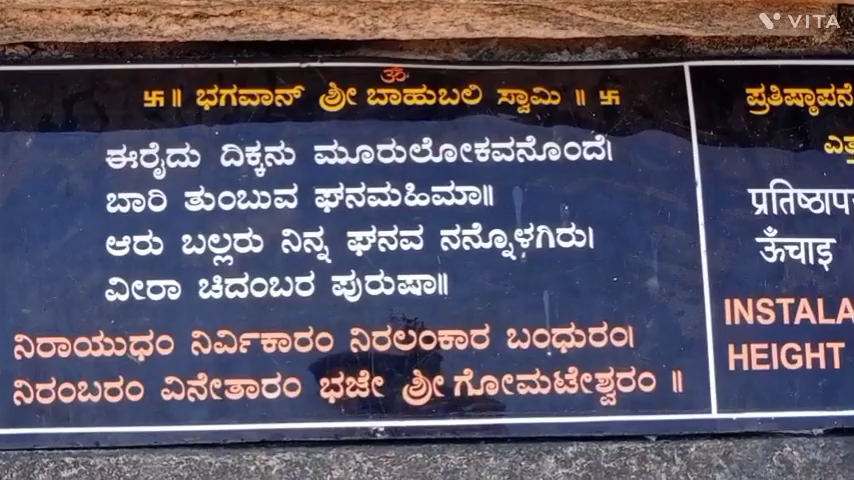 VITA
ॐ
卐 ॥ ಭಗವಾನ್ ಶ್ರೀ ಬಾಹುಬಲಿ ಸ್ವಾಮಿ ॥ 卐
ಈರೈದು ದಿಕ್ಕನು ಮೂರುಲೋಕವನೊಂದೆ।
ಬಾರಿ ತುಂಬುವ ಘನಮಹಿಮಾ॥
ಆರು ಬಲ್ಲರು ನಿನ್ನ ಘನವ ನನ್ನೊಳಗಿರು।
ವೀರಾ ಚಿದಂಬರ ಪುರುಷಾ॥
ನಿರಾಯುಧಂ ನಿರ್ವಿಕಾರಂ ನಿರಲಂಕಾರ ಬಂಧುರಂ।
ನಿರಂಬರಂ ವಿನೇತಾರಂ ಭಜೇ ಶ್ರೀ ಗೋಮಟೇಶ್ವರಂ ॥
ಪ್ರತಿಷ್ಠಾಪನೆ
ಎತ್ತ
प्रतिष्ठाप
ऊँचाइ
INSTALA
HEIGHT